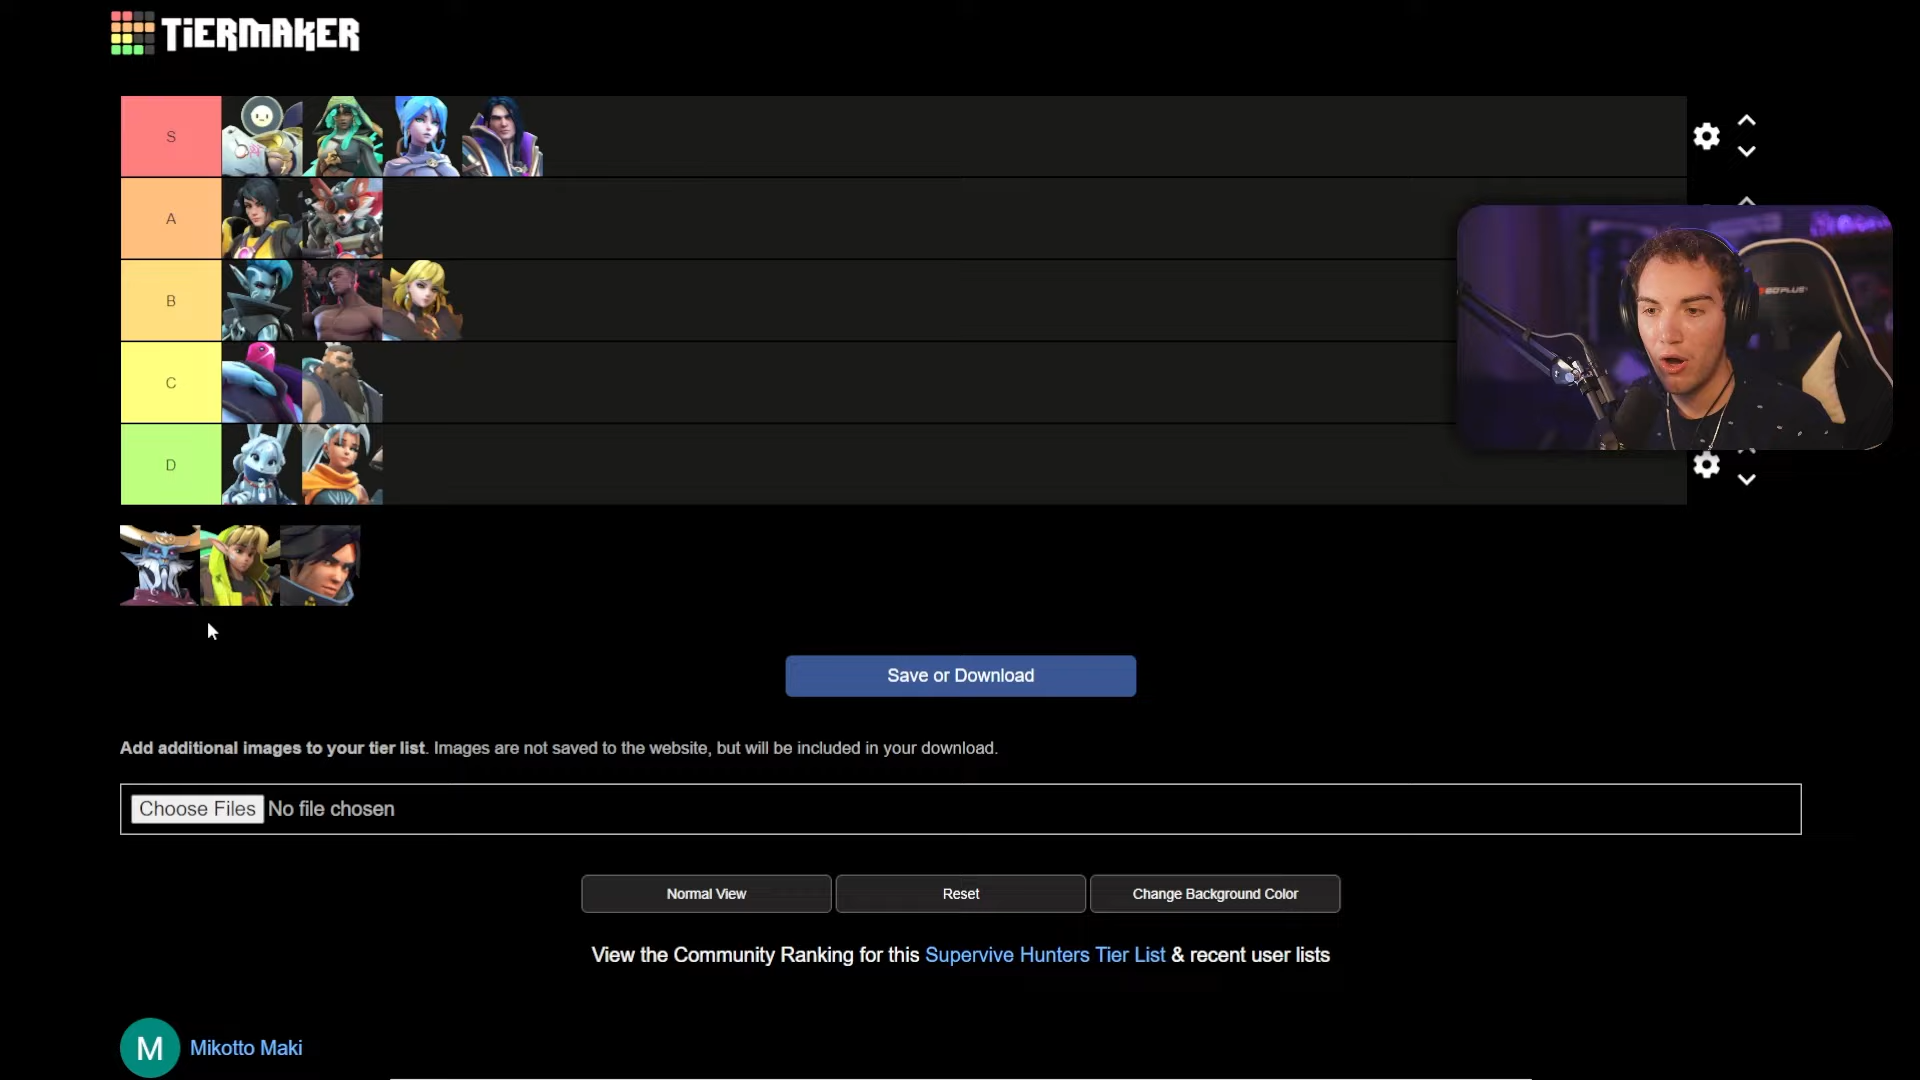 TiERMAKER
S
A
B
C
D
Save or Download
Add additional images to your tier list. Images are not saved to the website, but will be included in your download.
Choose Files No file chosen
Normal View Reset Change Background Color
View the Community Ranking for this Supervive Hunters Tier List & recent user lists
M Mikotto Maki